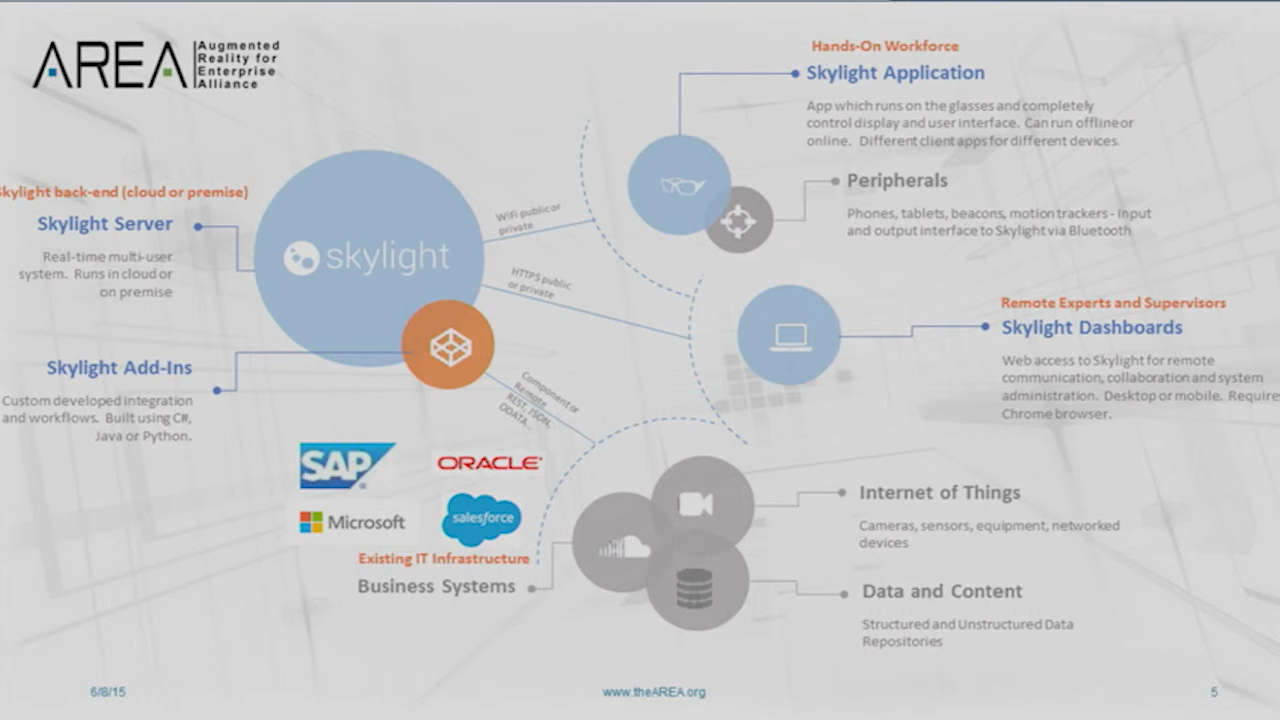 AREA
Augmented
Reality for
Enterprise
Alliance
Hands-On Workforce
Skylight Application
App which runs on the glasses and completely
control display and user interface. Can run offline or
online. Different client apps for different devices.
Peripherals
Phones, tablets, beacons, motion trackers - Input
and output interface to Skylight via Bluetooth
Skylight back-end (cloud or premise)
Skylight Server
Real-time multi-user
system. Runs in cloud or
on premise
skylight
WiFi public or
private
HTTPS public
or private
Remote Experts and Supervisors
Skylight Dashboards
Web access to Skylight for remote
communication, collaboration and system
administration. Desktop or mobile. Require
Chrome browser.
Skylight Add-Ins
Custom developed integration
and workflows. Built using C#,
Java or Python.
Component or
Remote
REST, JSON,
ODATA...
SAP
ORACLE
Microsoft
salesforce
Existing IT Infrastructure
Business Systems
Internet of Things
Cameras, sensors, equipment, networked
devices
Data and Content
Structured and Unstructured Data
Repositories
6/8/15
www.theAREA.org
5